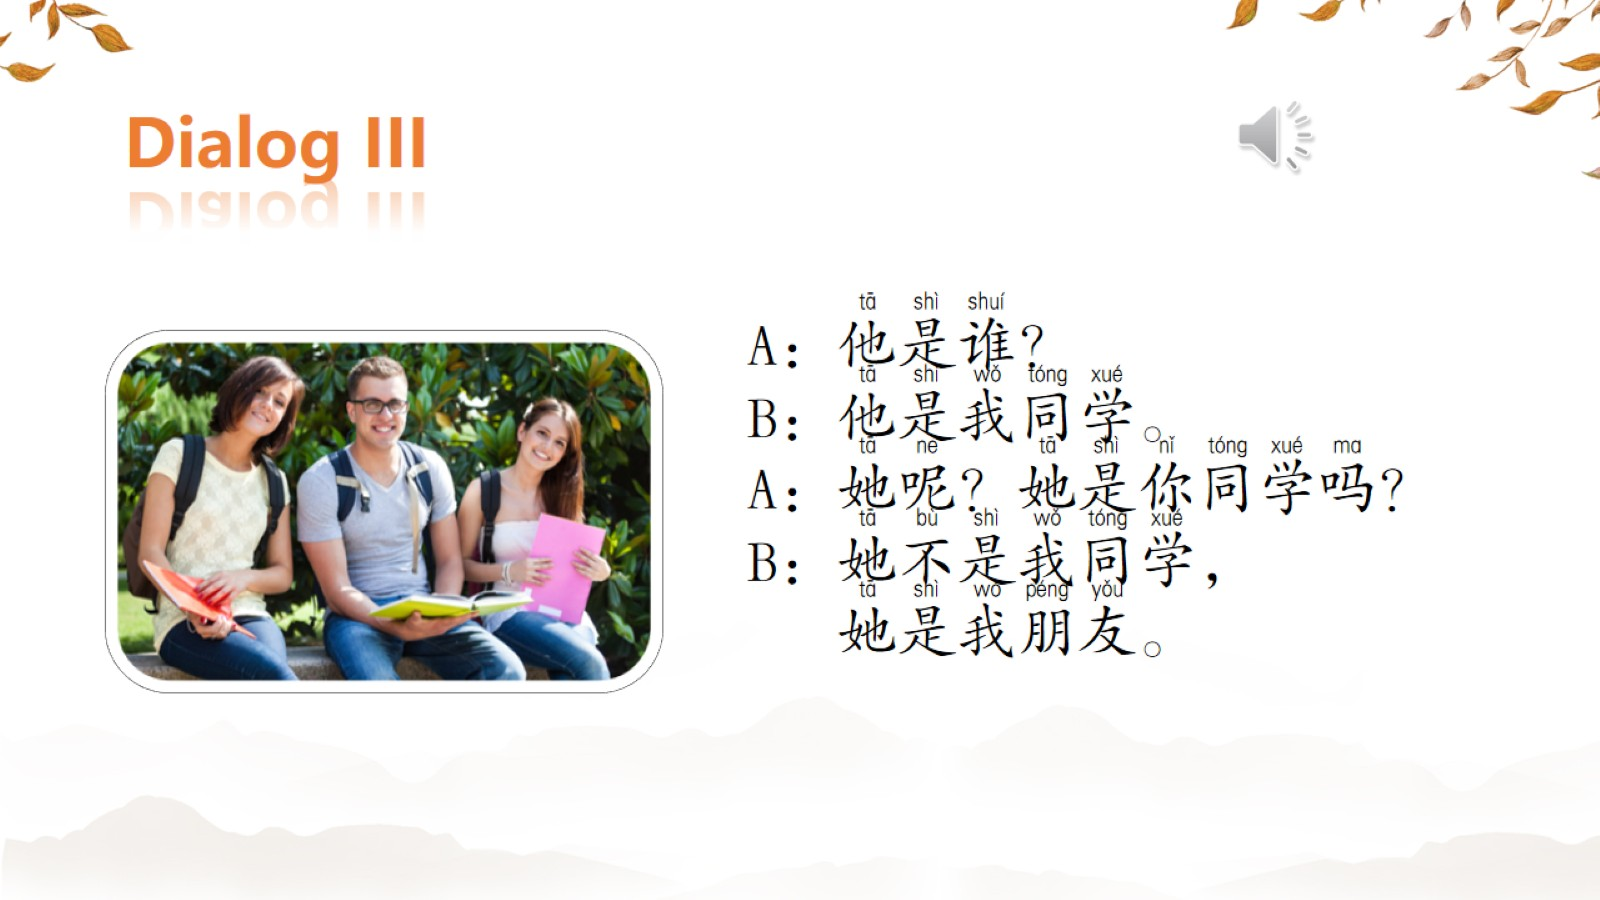 Dialog III
tā shì shuí
A：他是谁？
tā shì wǒ tóng xué
B：他是我同学。
tā ne tā shì nǐ tóng xué ma
A：她呢？她是你同学吗？
tā bù shì wǒ tóng xué
B：她不是我同学，
tā shì wǒ péng yǒu
她是我朋友。